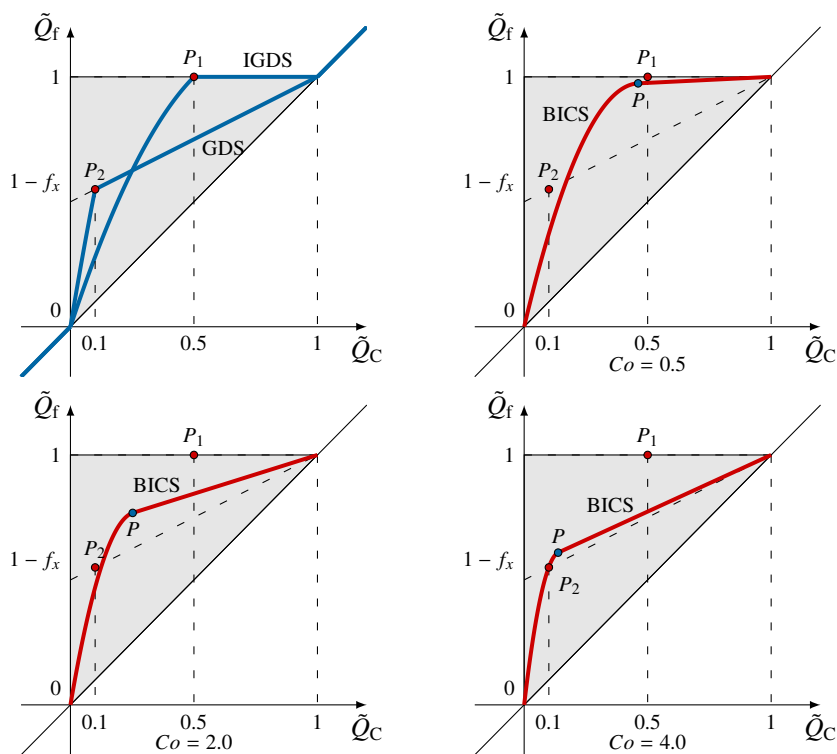 Q̃f
Q̃f
P1
IGDS
P1
1
1
BICS
P
GDS
P2
P2
1 − fx
1 − fx
0
0
0.1
0.5
1
Q̃C
0.1
0.5
1
Q̃C
Co = 0.5
Q̃f
Q̃f
P1
P1
1
1
BICS
BICS
P
P
P2
1 − fx
1 − fx
P2
0
0
0.1
0.5
1
Q̃C
0.1
0.5
1
Q̃C
Co = 2.0
Co = 4.0